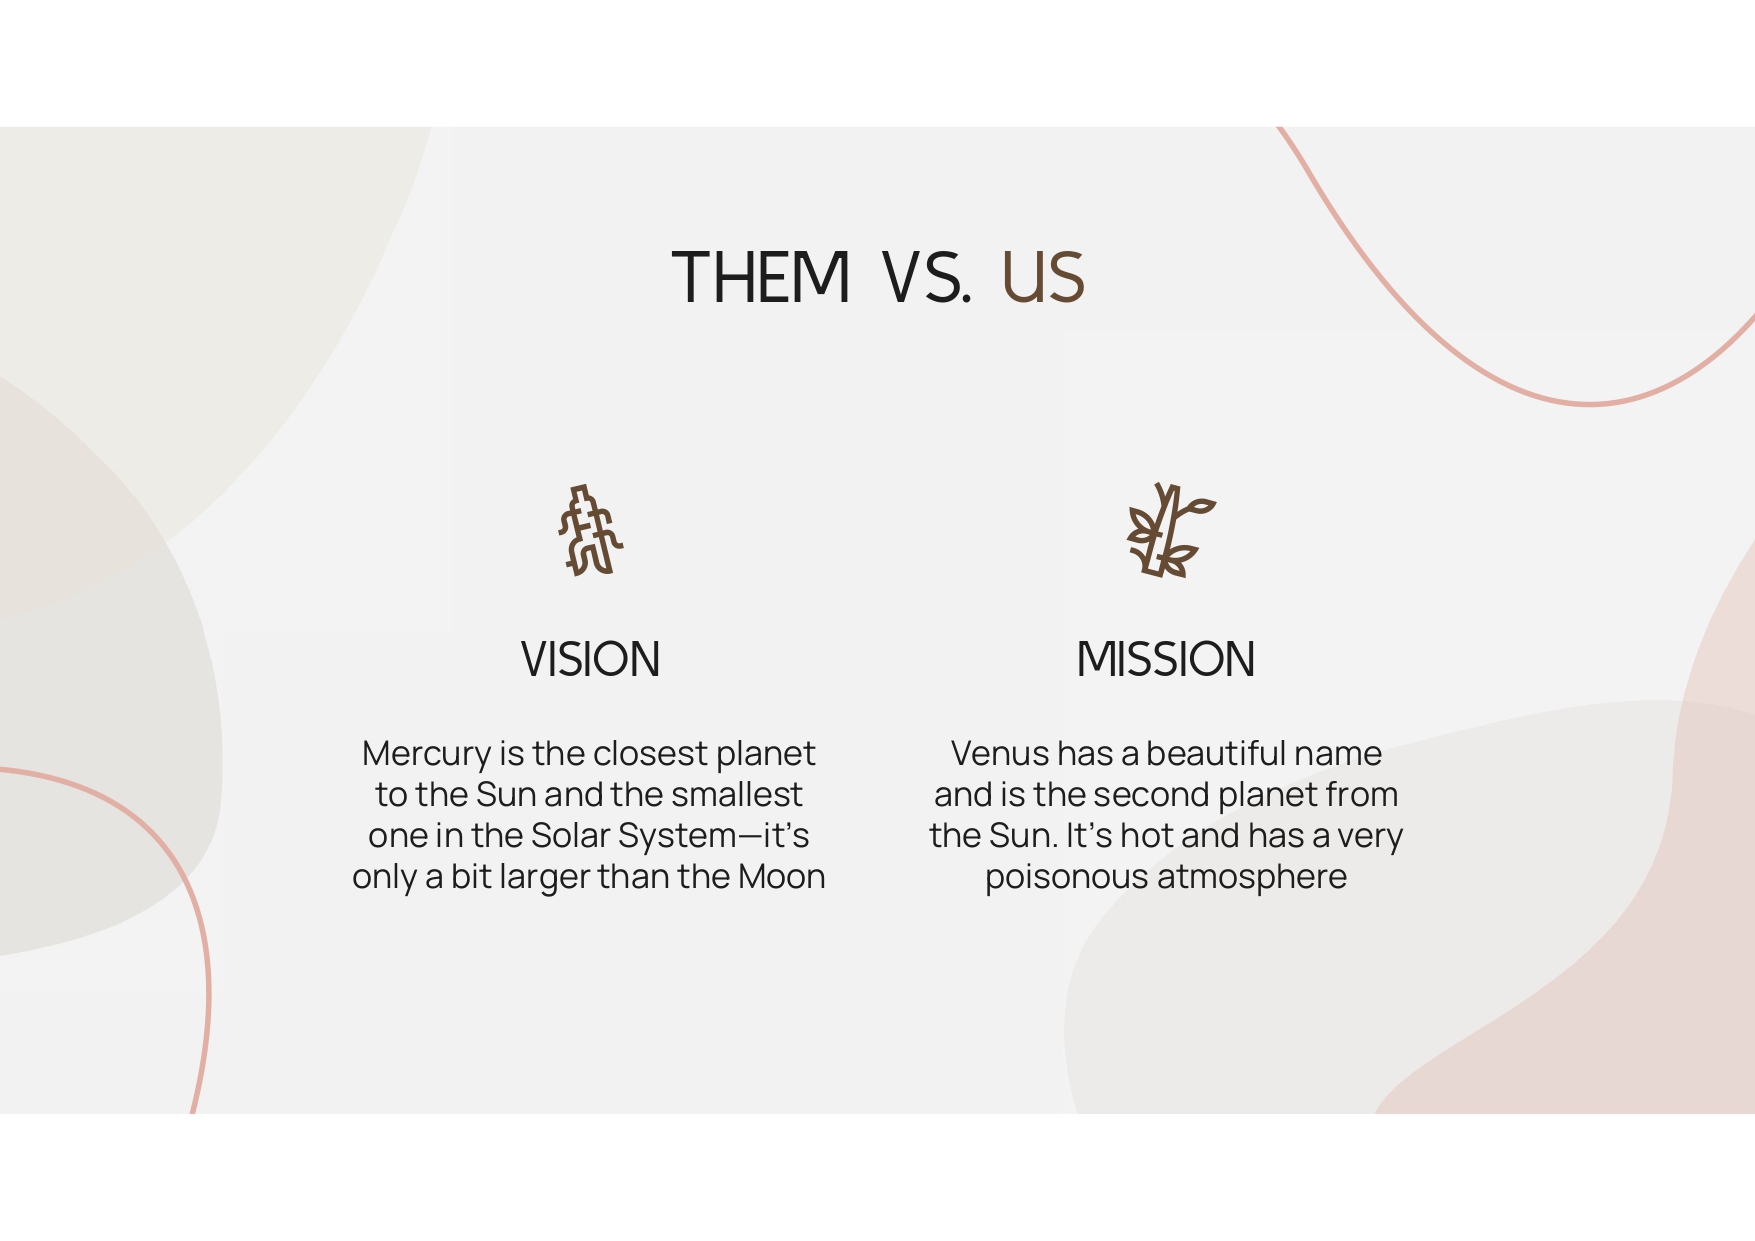 THEM VS. US
VISION
Mercury is the closest planet
to the Sun and the smallest
one in the Solar System—it’s
only a bit larger than the Moon
MISSION
Venus has a beautiful name
and is the second planet from
the Sun. It’s hot and has a very
poisonous atmosphere